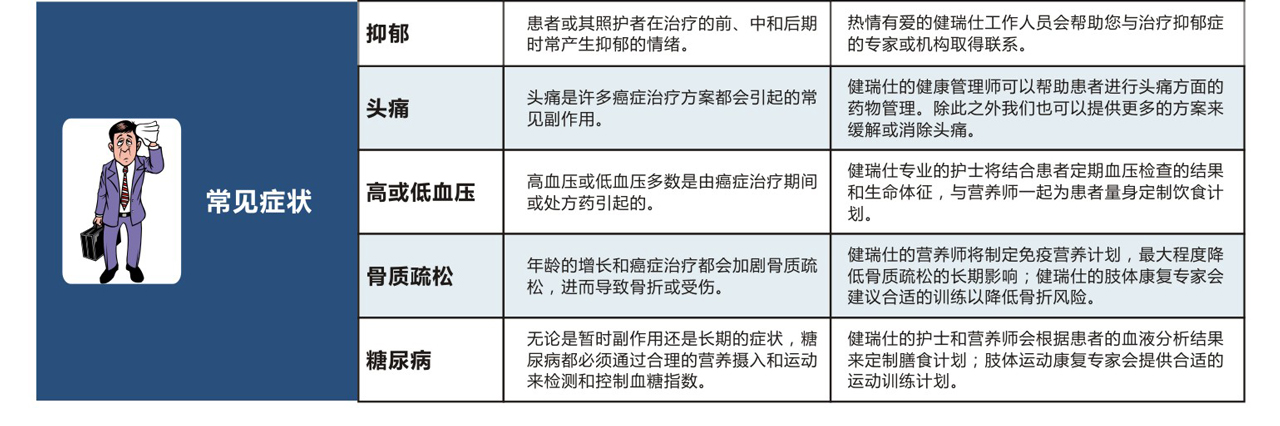 常见症状
抑郁
患者或其照护者在治疗的前、中和后期
时常产生抑郁的情绪。
热情有爱的健瑞仕工作人员会帮助您与治疗抑郁症
的专家或机构取得联系。
头痛
头痛是许多癌症治疗方案都会引起的常
见副作用。
健瑞仕的健康管理师可以帮助患者进行头痛方面的
药物管理。除此之外我们也可以提供更多的方案来
缓解或消除头痛。
高或低血压
高血压或低血压多数是由癌症治疗期间
或处方药引起的。
健瑞仕专业的护士将结合患者定期血压检查的结果
和生命体征，与营养师一起为患者量身定制饮食计
划。
骨质疏松
年龄的增长和癌症治疗都会加剧骨质疏
松，进而导致骨折或受伤。
健瑞仕的营养师将制定免疫营养计划，最大程度降
低骨质疏松的长期影响；健瑞仕的肢体康复专家会
建议合适的训练以降低骨折风险。
糖尿病
无论是暂时副作用还是长期的症状，糖
尿病都必须通过合理的营养摄入和运动
来检测和控制血糖指数。
健瑞仕的护士和营养师会根据患者的血液分析结果
来定制膳食计划；肢体运动康复专家会提供合适的
运动训练计划。